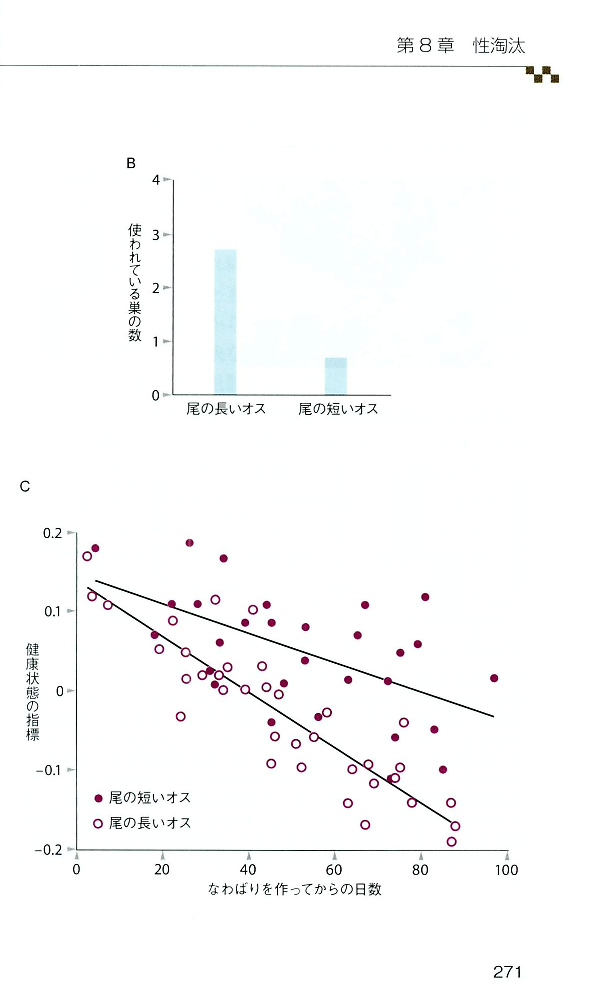 第8章 性淘汰
B
使われている巣の数
4
3
2
1
0
尾の長いオス 尾の短いオス
C
健康状態の指標
0.2
0.1
0
−0.1
−0.2
尾の短いオス
尾の長いオス
0 20 40 60 80 100
なわばりを作ってからの日数
271